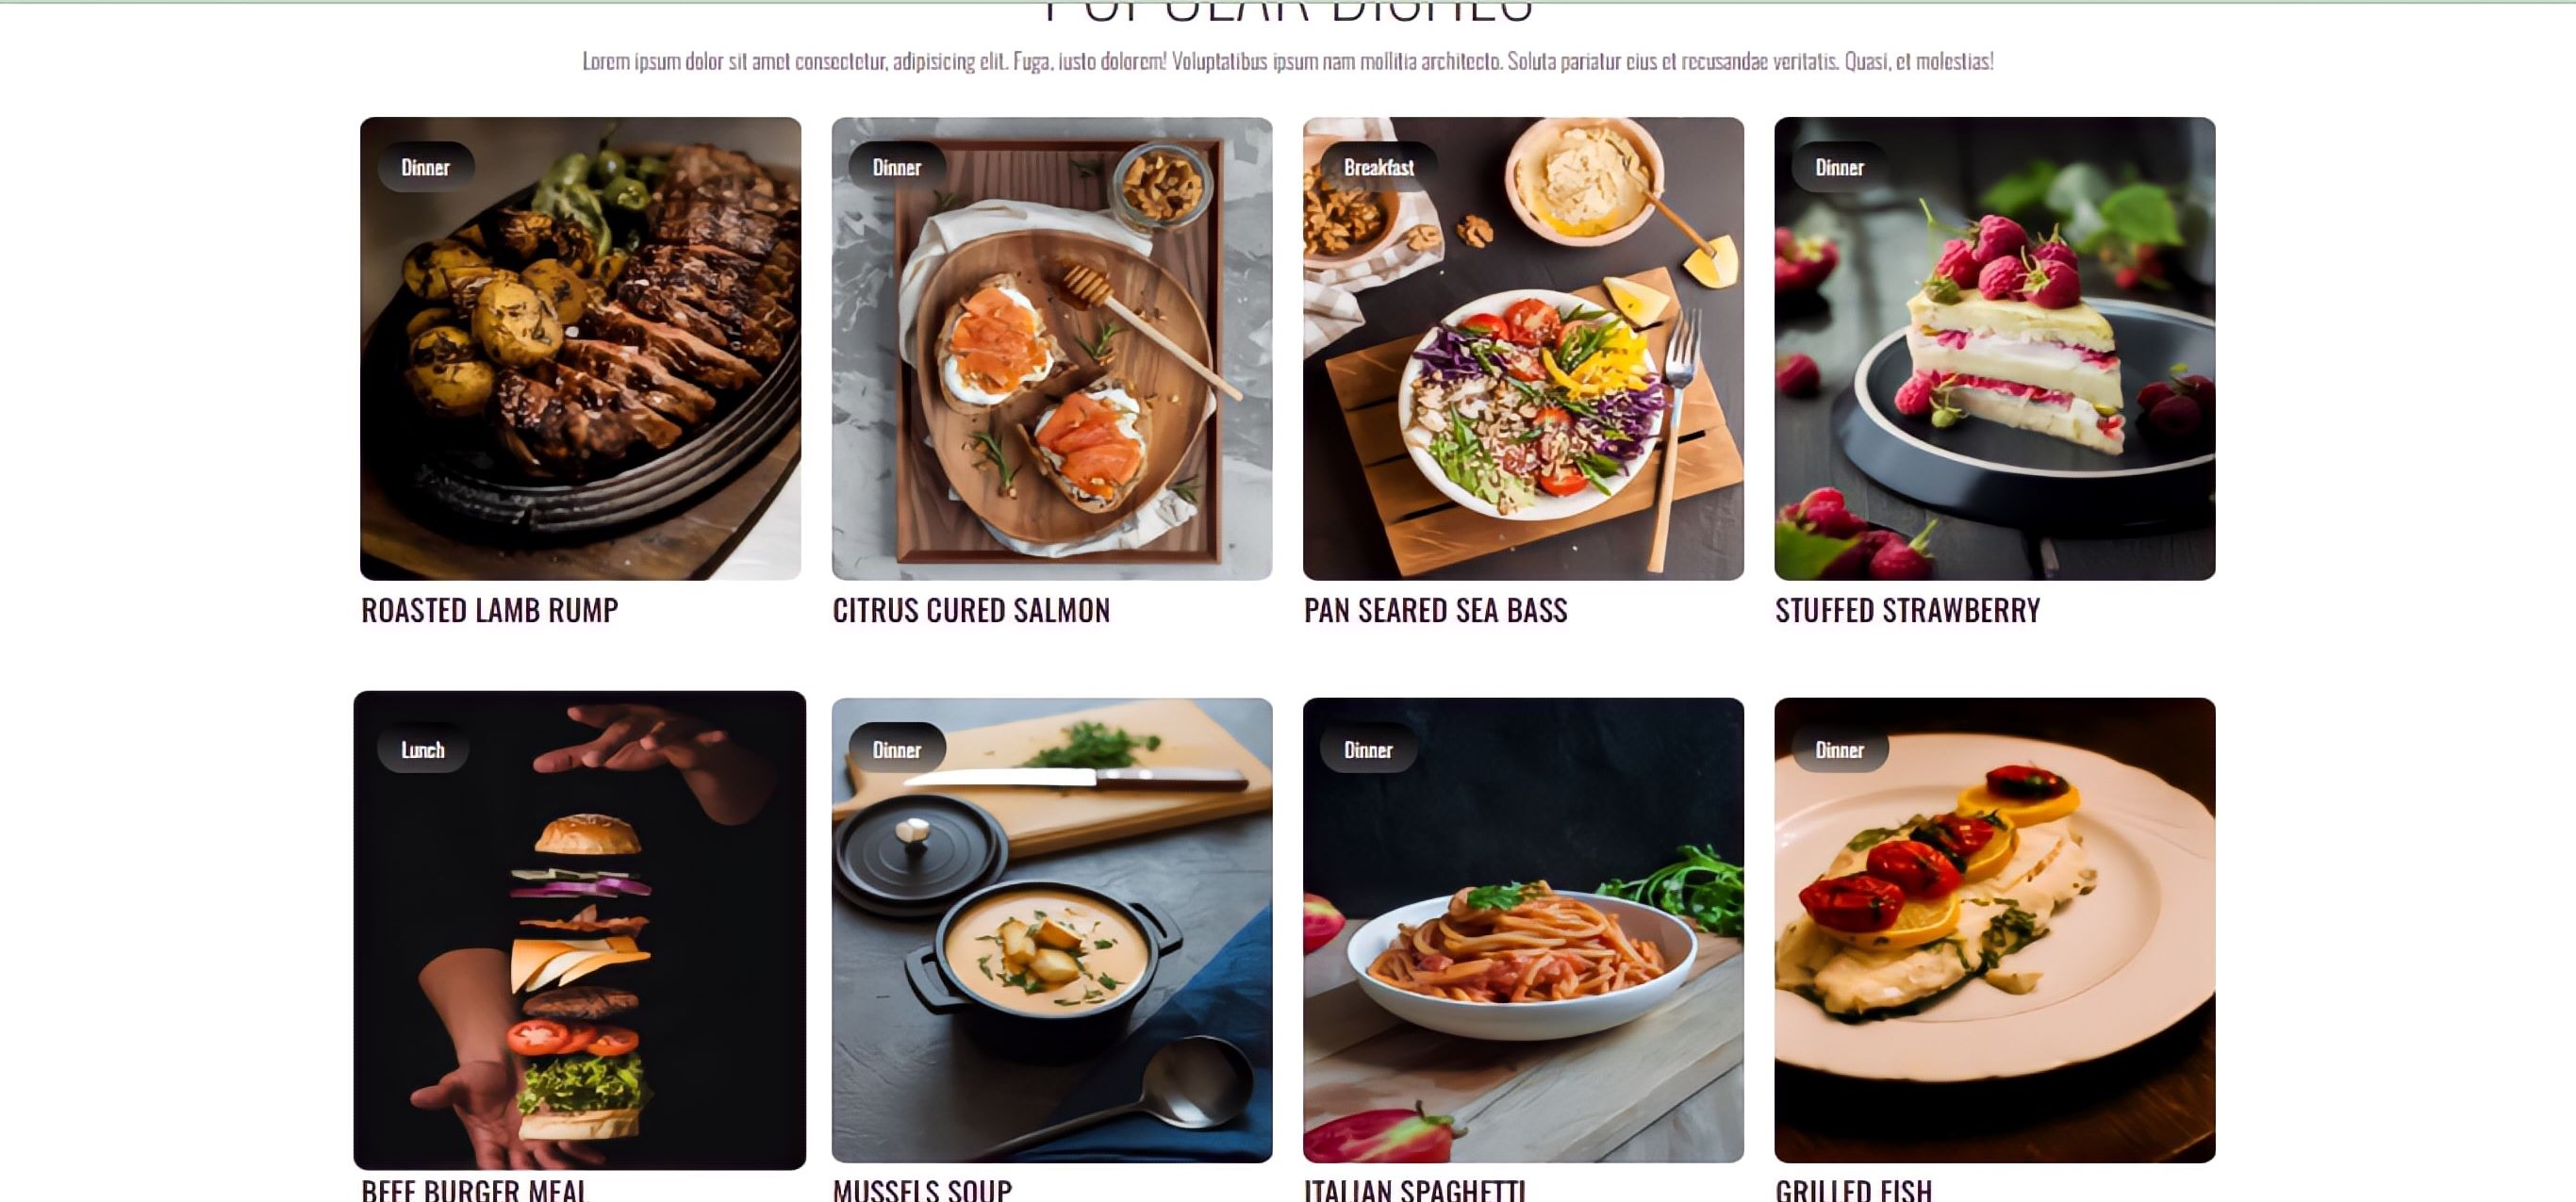 POPULAR DISHES
Lorem ipsum dolor sit amet consectetur, adipisicing elit. Fuga, iusto dolorem! Voluptatibus ipsum nam mollitia architecto. Soluta pariatur eius et recusandae veritatis. Quasi, et molestias!
Dinner
Dinner
Breakfast
Dinner
ROASTED LAMB RUMP
CITRUS CURED SALMON
PAN SEARED SEA BASS
STUFFED STRAWBERRY
Lunch
Dinner
Dinner
Dinner
BEEF BURGER MEAL
MUSSELS SOUP
ITALIAN SPAGHETTI
GRILLED FISH